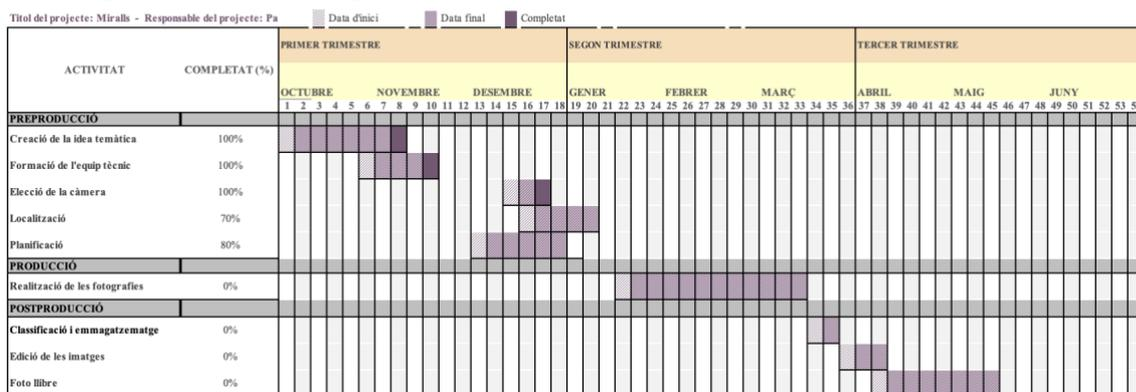 Titol del projecte: Miralls - Responsable del projecte: Pa
Data d'inici
Data final
Completat
ACTIVITAT COMPLETAT (%)
PRIMER TRIMESTRE SEGON TRIMESTRE TERCER TRIMESTRE
OCTUBRE NOVEMBRE DESEMBRE GENER FEBRER MARÇ ABRIL MAIG JUNY
1 2 3 4 5 6 7 8 9 10 11 12 13 14 15 16 17 18 19 20 21 22 23 24 25 26 27 28 29 30 31 32 33 34 35 36 37 38 39 40 41 42 43 44 45 46 47 48 49 50 51 52 53
PREPRODUCCIÓ
Creació de la idea temàtica 100%
Formació de l'equip tècnic 100%
Elecció de la càmera 100%
Localització 70%
Planificació 80%
PRODUCCIÓ
Realització de les fotografies 0%
POSTPRODUCCIÓ
Classificació i emmagatzematge 0%
Edició de les imatges 0%
Foto llibre 0%